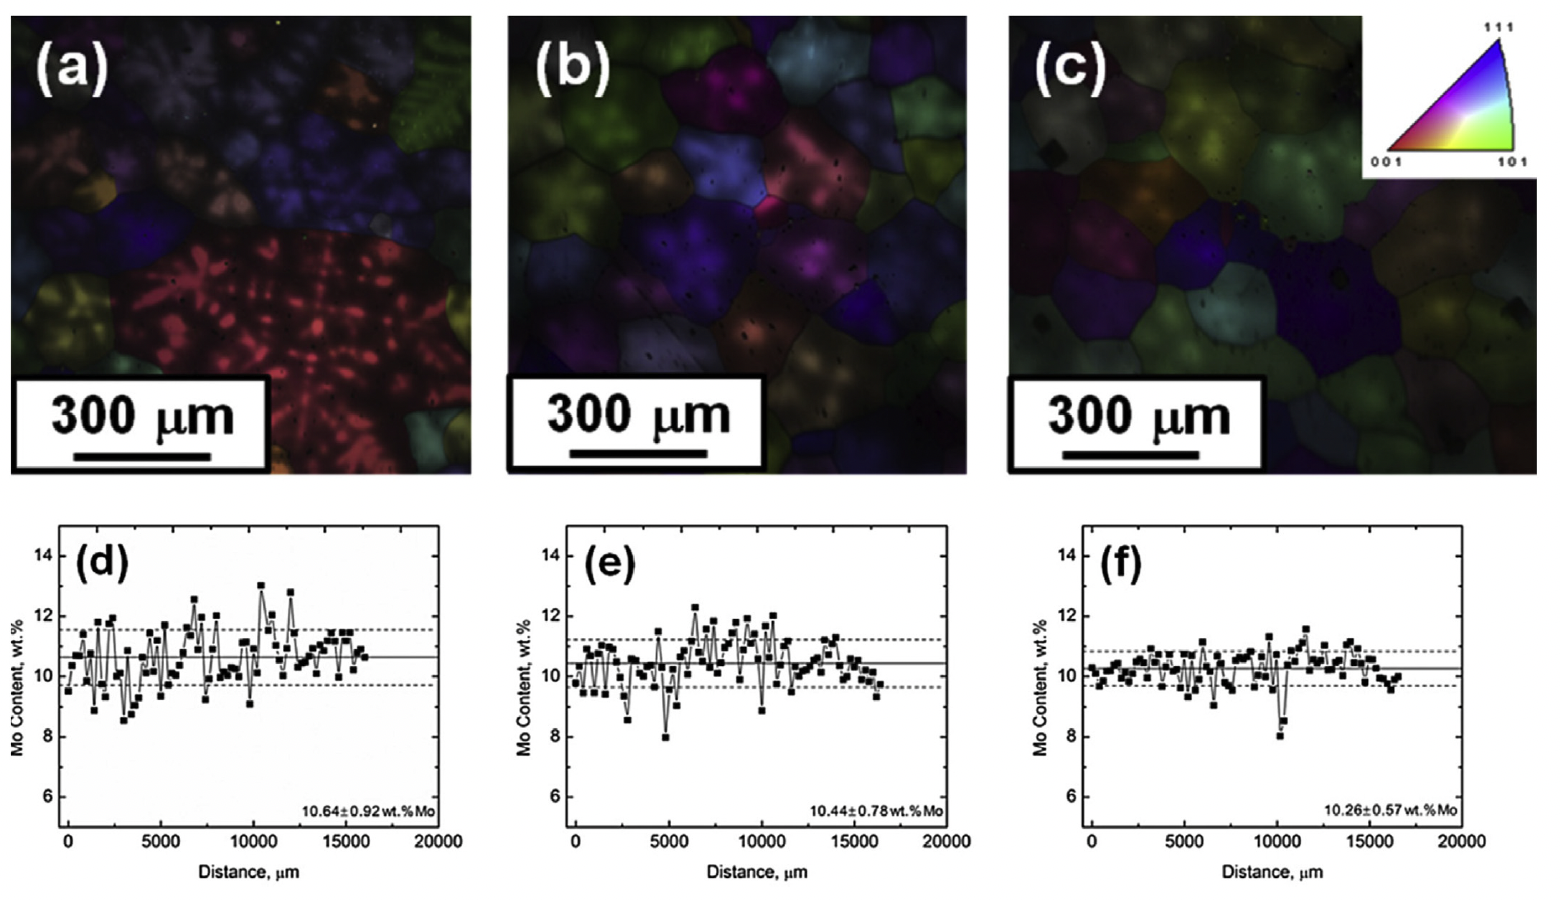 (a)
(b)
(c)
111
001
101
300 μm
300 μm
300 μm
(d)
(e)
(f)
Mo Content, wt.%
14
12
10
8
6
10.64±0.92 wt.% Mo
0
5000
10000
15000
20000
Distance, μm
Mo Content, wt.%
14
12
10
8
6
10.44±0.78 wt.% Mo
0
5000
10000
15000
20000
Distance, μm
Mo Content, wt.%
14
12
10
8
6
10.26±0.57 wt.% Mo
0
5000
10000
15000
20000
Distance, μm